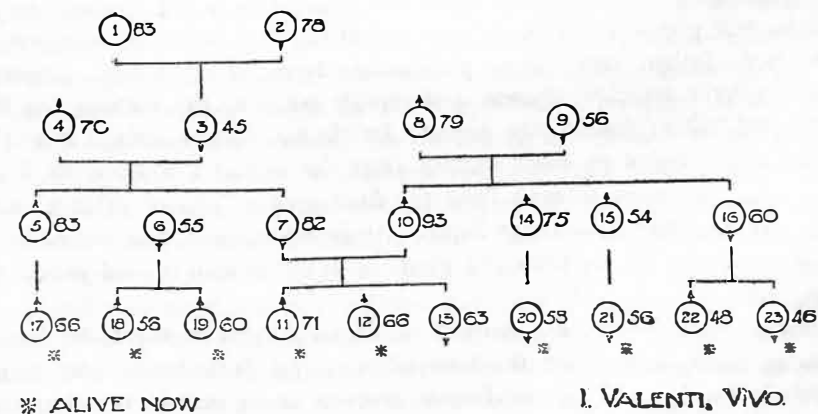 1 83 2 78
4 70 3 45 8 79 9 56
5 83 6 55 7 82 10 93 14 75 15 54 16 60
17 66 18 58 19 60 11 71 12 66 13 63 20 59 21 56 22 48 23 46
※ ※ ※ ※ ※ ※ ※ ※ ※
※ ALIVE NOW
I. VALENTI, VIVO.